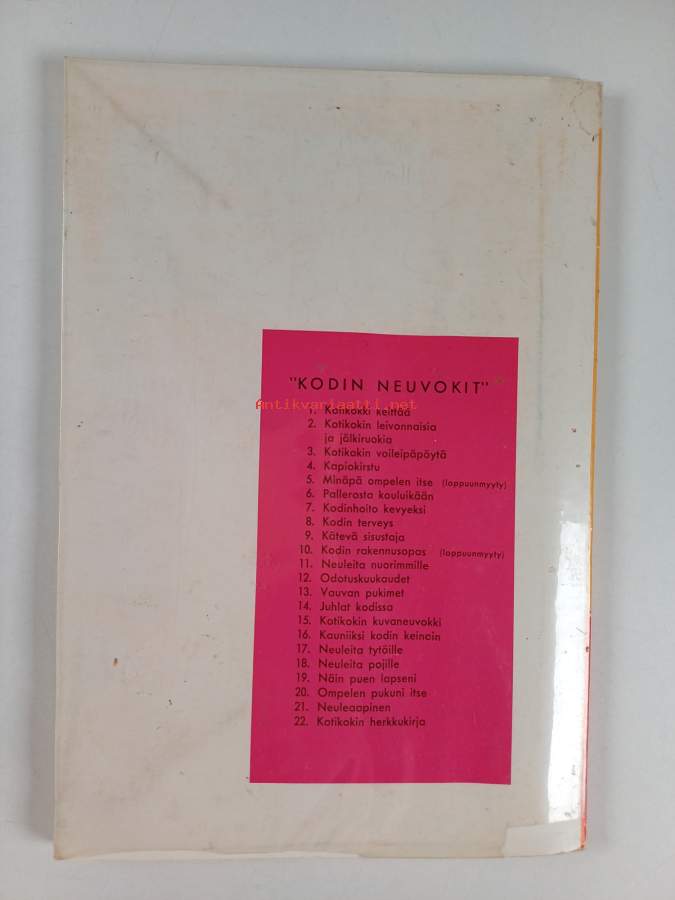 "KODIN NEUVOKIT"
Antikvariaatti.net
1. Kotikokki keittää
2. Kotikokin leivonnaisia
ja jälkiruokia
3. Kotikokin voileipäpöytä
4. Kapiokirstu
5. Minäpä ompelen itse (loppuunmyyty)
6. Pallerosta kouluikään
7. Kodinhoito kevyeksi
8. Kodin terveys
9. Kätevä sisustaja
10. Kodin rakennusopas (loppuunmyyty)
11. Neuleita nuorimmille
12. Odotuskuukaudet
13. Vauvan pukimet
14. Juhlat kodissa
15. Kotikokin kuvaneuvokki
16. Kauniiksi kodin keinoin
17. Neuleita tytöille
18. Neuleita pojille
19. Näin puen lapseni
20. Ompelen pukuni itse
21. Neuleaapinen
22. Kotikokin herkkukirja